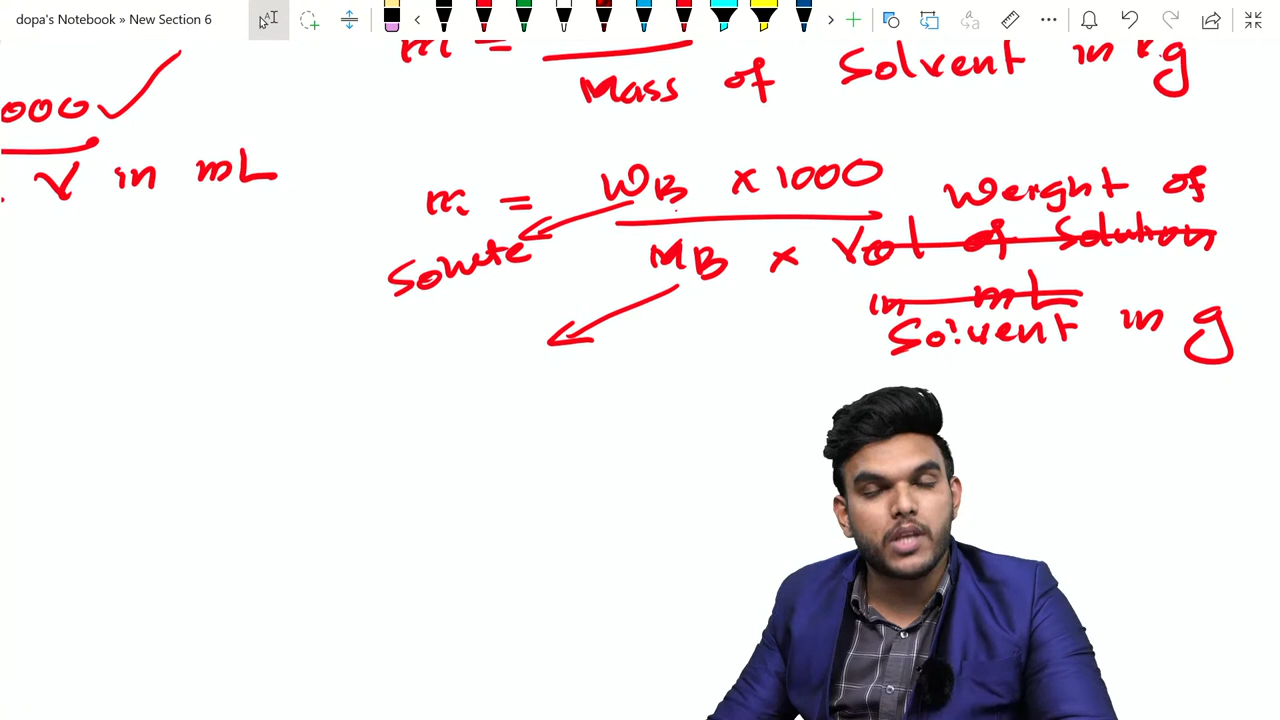 dopa's Notebook » New Section 6
m =
Mass of Solvent in kg
000
V in mL
m = WB x 1000
MB x Vol of Solution
in mL
Weight of
Solvent in g
Solute